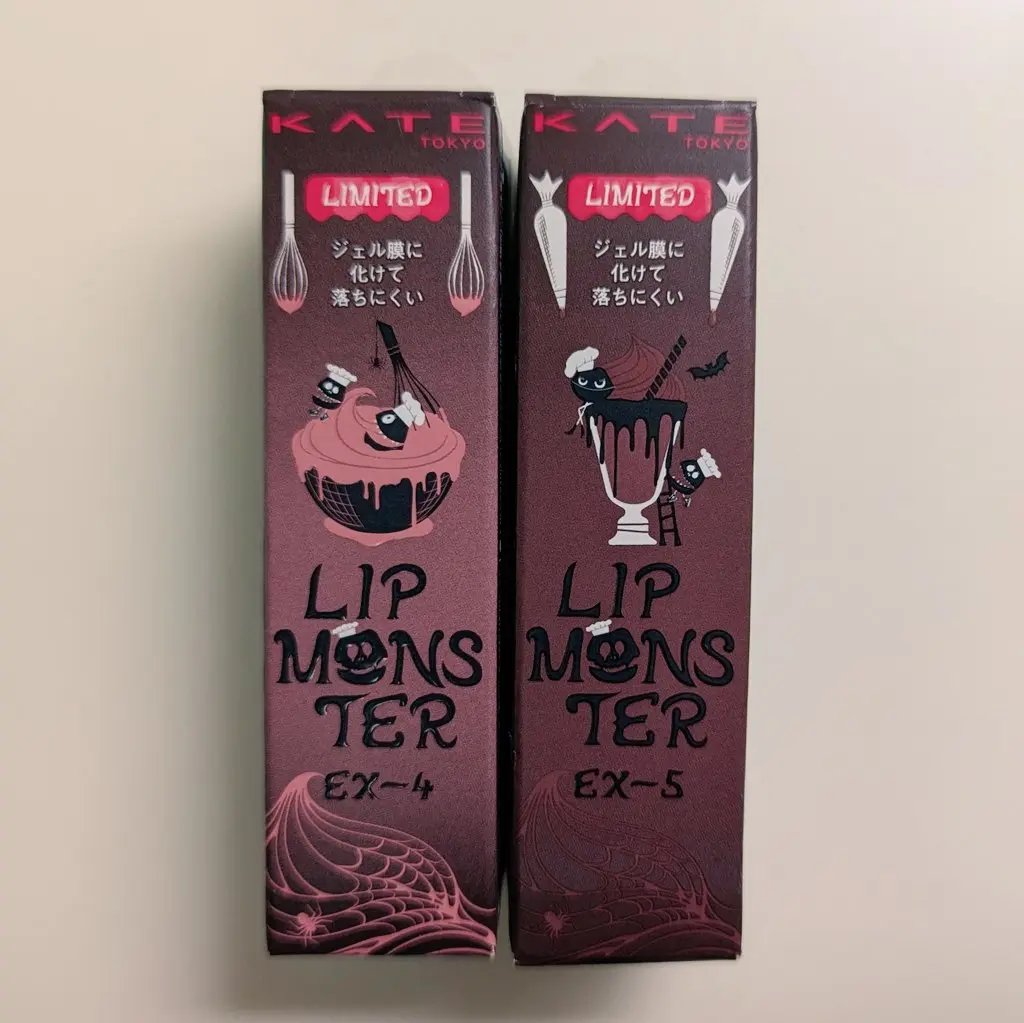 KATE
TOKYO
LIMITED
ジェル膜に
化けて
落ちにくい
LIP
MONS
TER
EX-4
KATE
TOKYO
LIMITED
ジェル膜に
化けて
落ちにくい
LIP
MONS
TER
EX-5